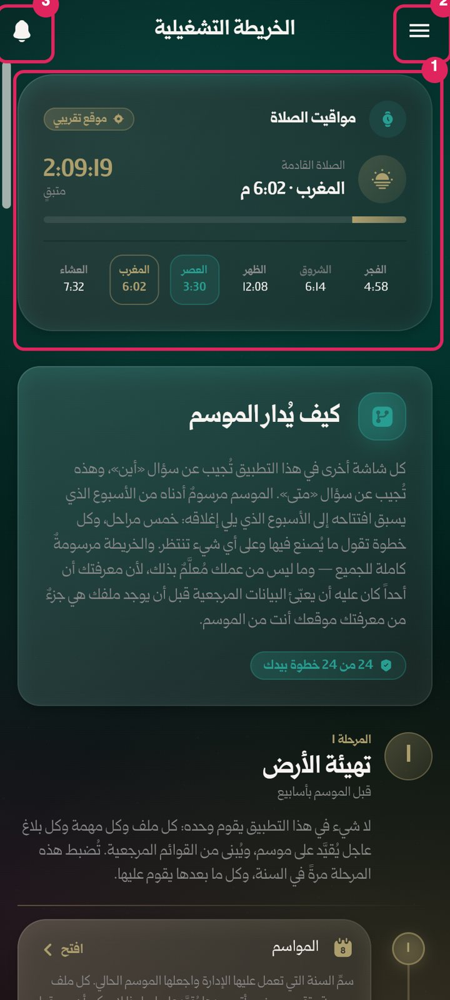 3
الخريطة التشغيلية
2
1
مواقيت الصلاة
موقع تقريبي
الصلاة القادمة
المغرب · 6:02 م
2:09:19
متبقٍ
الفجر
4:58
الشروق
6:14
الظهر
12:08
العصر
3:30
المغرب
6:02
العشاء
7:32
كيف يُدار الموسم
كل شاشة أخرى في هذا التطبيق تُجيب عن سؤال «أين»، وهذه
تُجيب عن سؤال «متى». الموسم مرسومٌ أدناه من الأسبوع الذي
يسبق افتتاحه إلى الأسبوع الذي يلي إغلاقه: خمس مراحل، وكل
خطوة تقول ما يُصنع فيها وعلى أي شيء تنتظر. والخريطة مرسومةٌ
كاملة للجميع — وما ليس من عملك مُعلَّمٌ بذلك، لأن معرفتك أن
أحداً كان عليه أن يعبّئ البيانات المرجعية قبل أن يوجد ملفك هي جزءٌ
من معرفتك موقعك أنت من الموسم.
24 من 24 خطوة بيدك
المرحلة 1
1
تهيئة الأرض
قبل الموسم بأسابيع
لا شيء في هذا التطبيق يقوم وحده: كل ملف وكل مهمة وكل بلاغ
عاجل يُقيَّد على موسم، ويُبنى من القوائم المرجعية. تُضبط هذه
المرحلة مرةً في السنة، وكل ما بعدها يقوم عليها.
1
8
المواسم
افتح
سمِّ السنة التي تعمل عليها الإدارة واجعلها الموسم الحالي. كل ملف